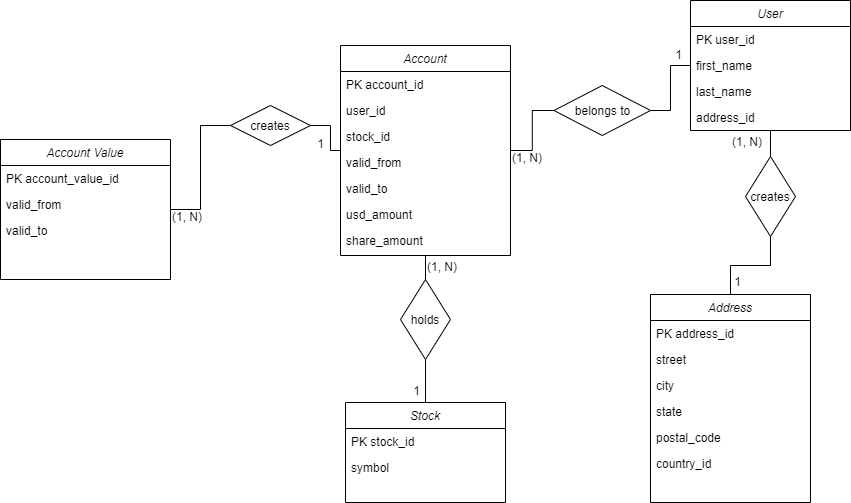 User
PK user_id
first_name
last_name
address_id
1
Account
PK account_id
user_id
stock_id
valid_from
valid_to
usd_amount
share_amount
belongs to
(1, N)
creates
1
Account Value
PK account_value_id
valid_from
valid_to
(1, N)
(1, N)
creates
1
(1, N)
holds
1
Address
PK address_id
street
city
state
postal_code
country_id
Stock
PK stock_id
symbol